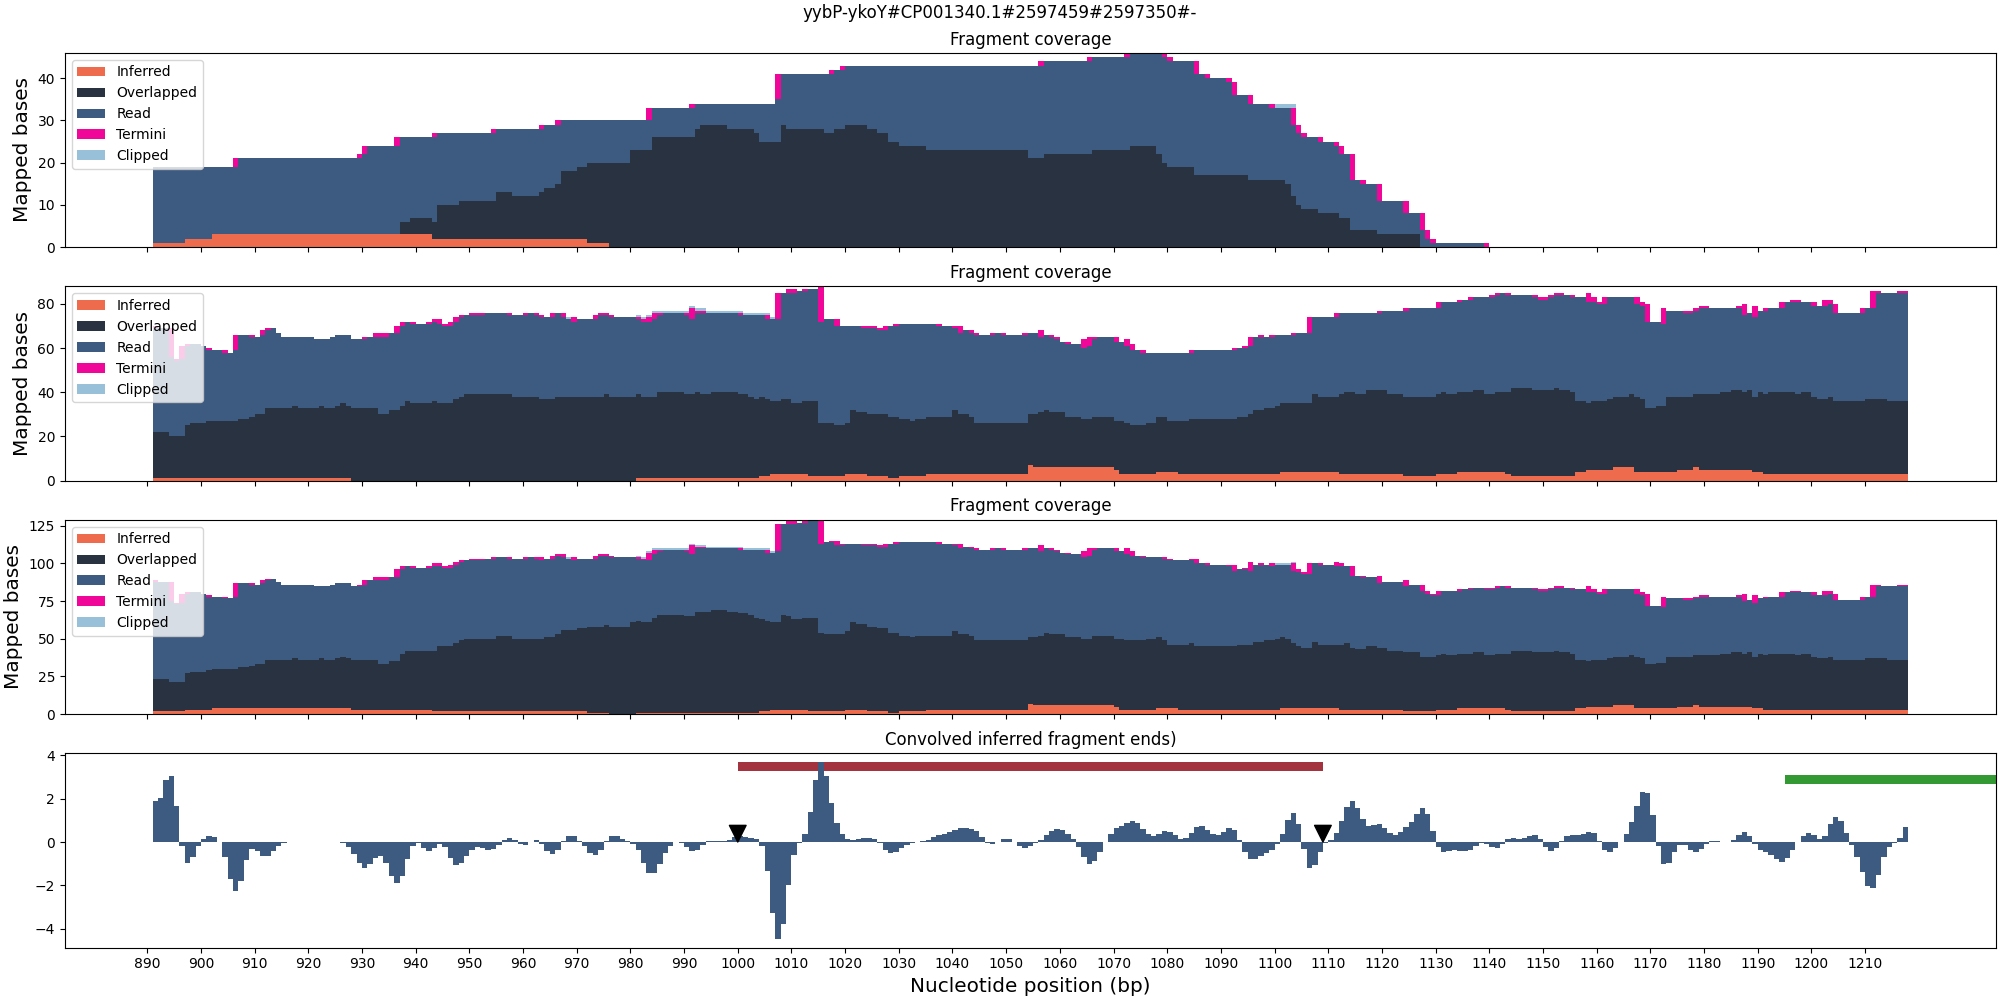 yybP-ykoY#CP001340.1#2597459#2597350#-
Fragment coverage
Mapped bases
40
30
20
10
0
Inferred
Overlapped
Read
Termini
Clipped
Fragment coverage
Mapped bases
80
60
40
20
0
Inferred
Overlapped
Read
Termini
Clipped
Fragment coverage
Mapped bases
125
100
75
50
25
0
Inferred
Overlapped
Read
Termini
Clipped
Convolved inferred fragment ends)
4
2
0
−2
−4
890 900 910 920 930 940 950 960 970 980 990 1000 1010 1020 1030 1040 1050 1060 1070 1080 1090 1100 1110 1120 1130 1140 1150 1160 1170 1180 1190 1200 1210
Nucleotide position (bp)